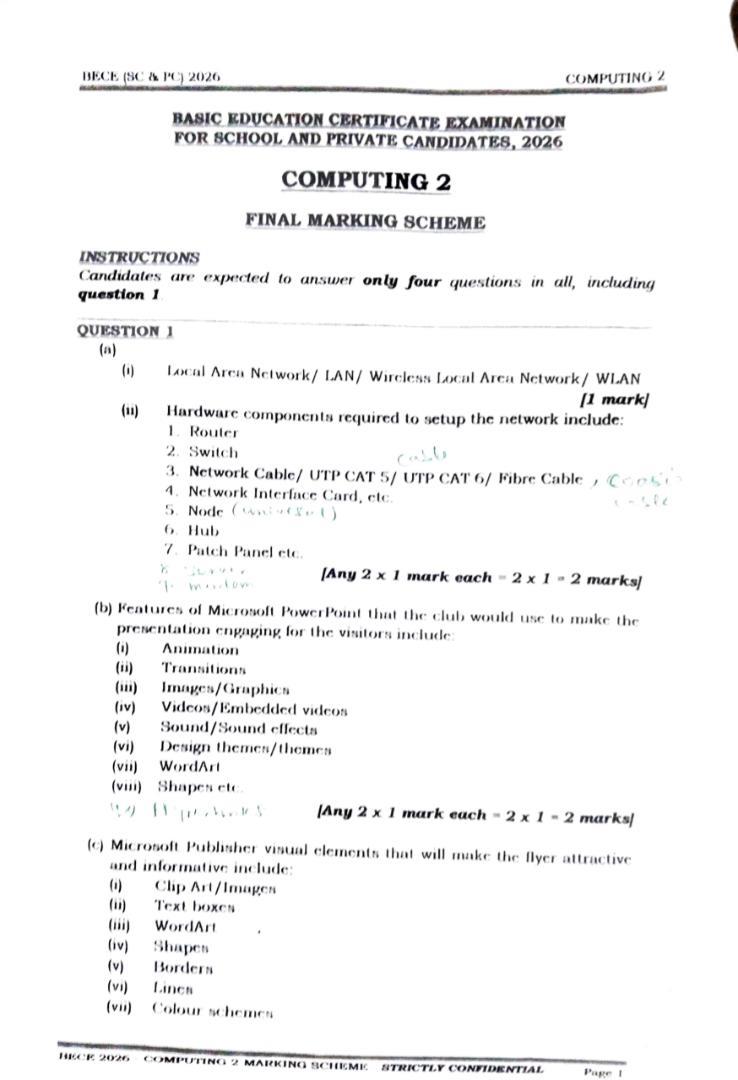 BECE (SC & PC) 2026 COMPUTING 2
BASIC EDUCATION CERTIFICATE EXAMINATION
FOR SCHOOL AND PRIVATE CANDIDATES, 2026
COMPUTING 2
FINAL MARKING SCHEME
INSTRUCTIONS
Candidates are expected to answer only four questions in all, including
question 1.
QUESTION 1
(a)
(i) Local Area Network/ LAN/ Wireless Local Area Network/ WLAN
[1 mark]
(ii) Hardware components required to setup the network include:
1. Router
2. Switch
cable
3. Network Cable/ UTP CAT 5/ UTP CAT 6/ Fibre Cable ,
4. Network Interface Card, etc.
5. Node
6. Hub
7. Patch Panel etc.
8. Server
[Any 2 x 1 mark each = 2 x 1 = 2 marks]
9.
(b) Features of Microsoft PowerPoint that the club would use to make the
presentation engaging for the visitors include:
(i) Animation
(ii) Transitions
(iii) Images/Graphics
(iv) Videos/Embedded videos
(v) Sound/Sound effects
(vi) Design themes/themes
(vii) WordArt
(viii) Shapes etc.
[Any 2 x 1 mark each = 2 x 1 = 2 marks]
(c) Microsoft Publisher visual elements that will make the flyer attractive
and informative include:
(i) Clip Art/Images
(ii) Text boxes
(iii) WordArt
(iv) Shapes
(v) Borders
(vi) Lines
(vii) Colour schemes
BECE 2026 COMPUTING 2 MARKING SCHEME STRICTLY CONFIDENTIAL Page 1